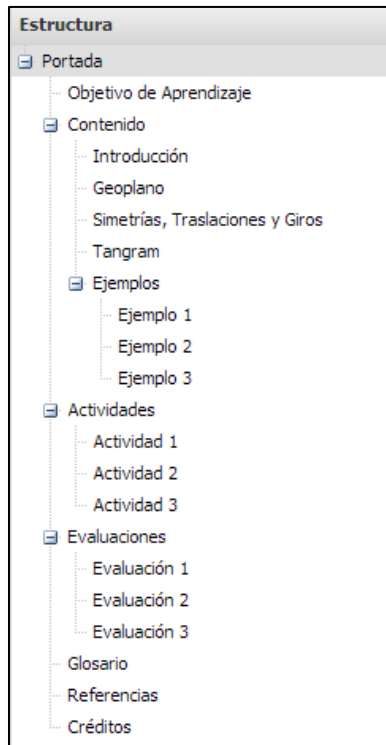 Estructura
Portada
Objetivo de Aprendizaje
Contenido
Introducción
Geoplano
Simetrías, Traslaciones y Giros
Tangram
Ejemplos
Ejemplo 1
Ejemplo 2
Ejemplo 3
Actividades
Actividad 1
Actividad 2
Actividad 3
Evaluaciones
Evaluación 1
Evaluación 2
Evaluación 3
Glosario
Referencias
Créditos